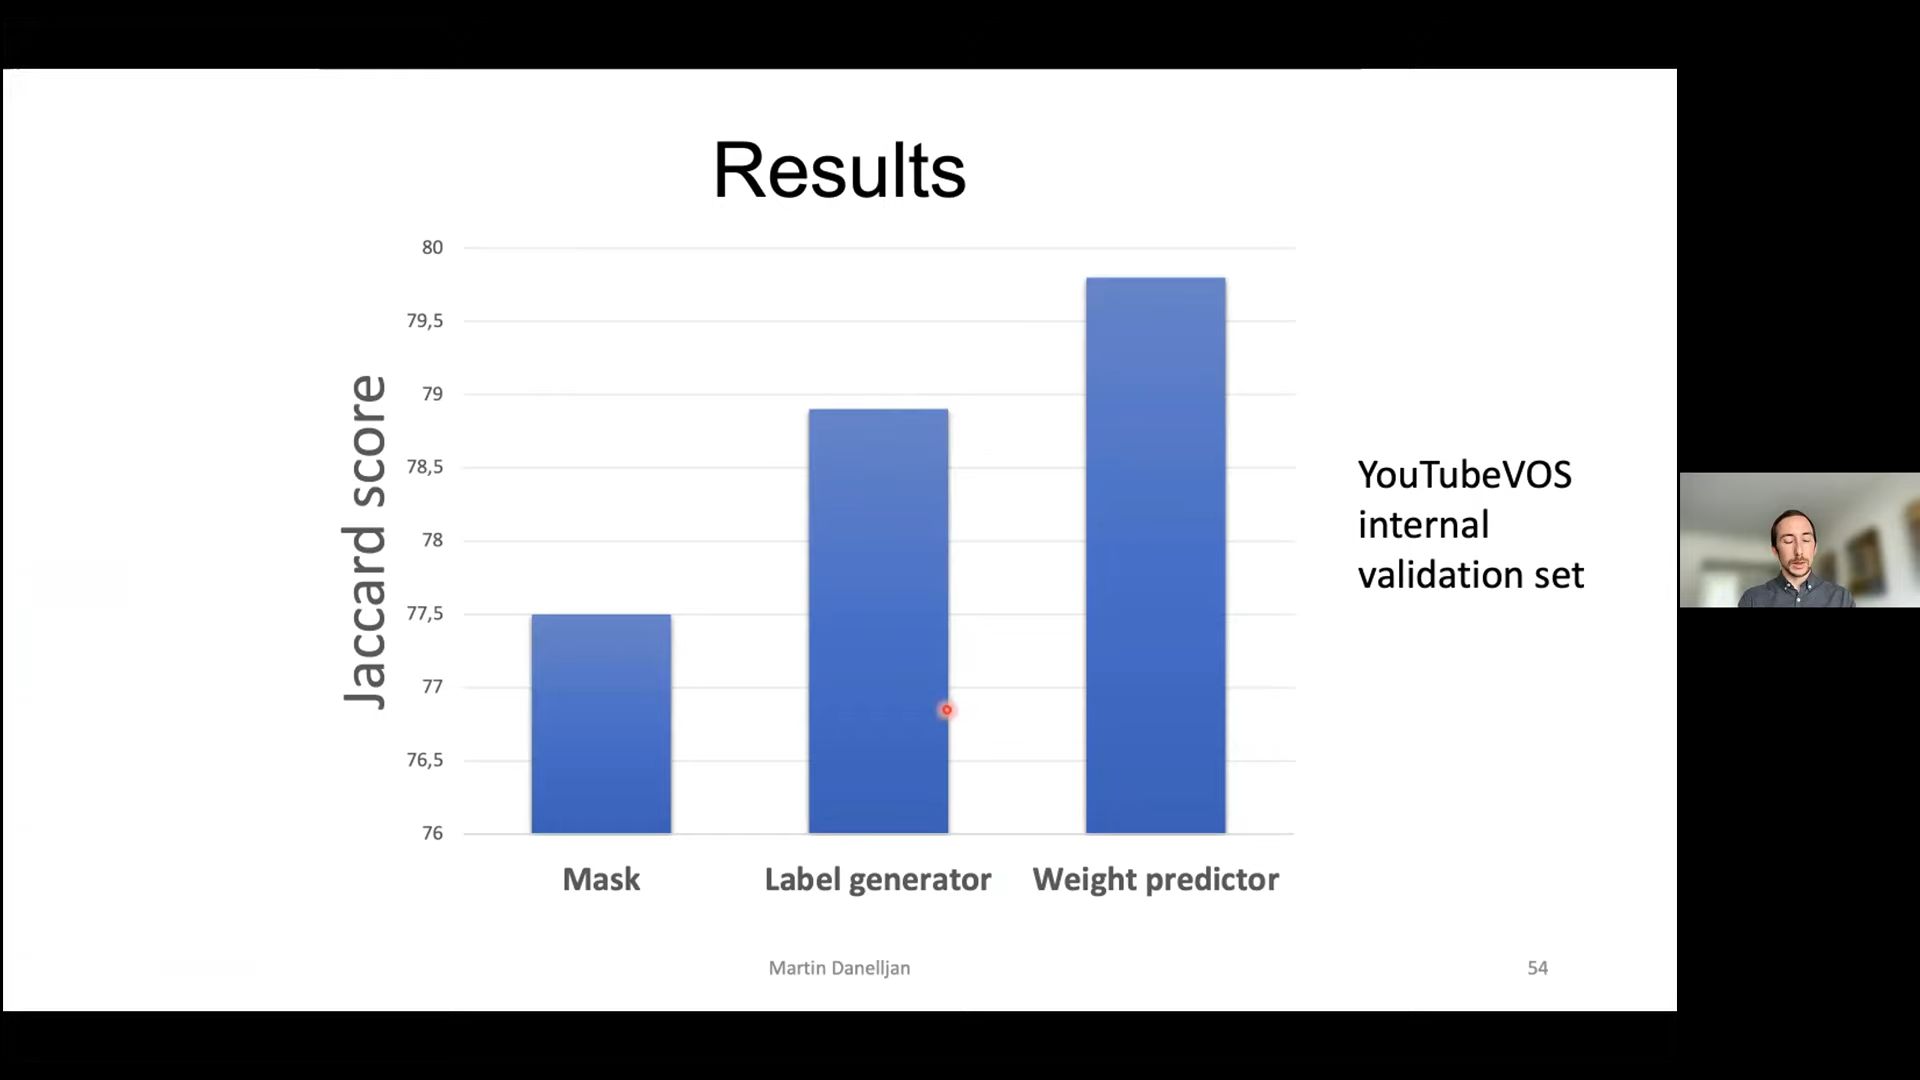 Results
80
79,5
79
78,5
78
77,5
77
76,5
76
Jaccard score
Mask
Label generator
Weight predictor
YouTubeVOS
internal
validation set
Martin Danelljan
54